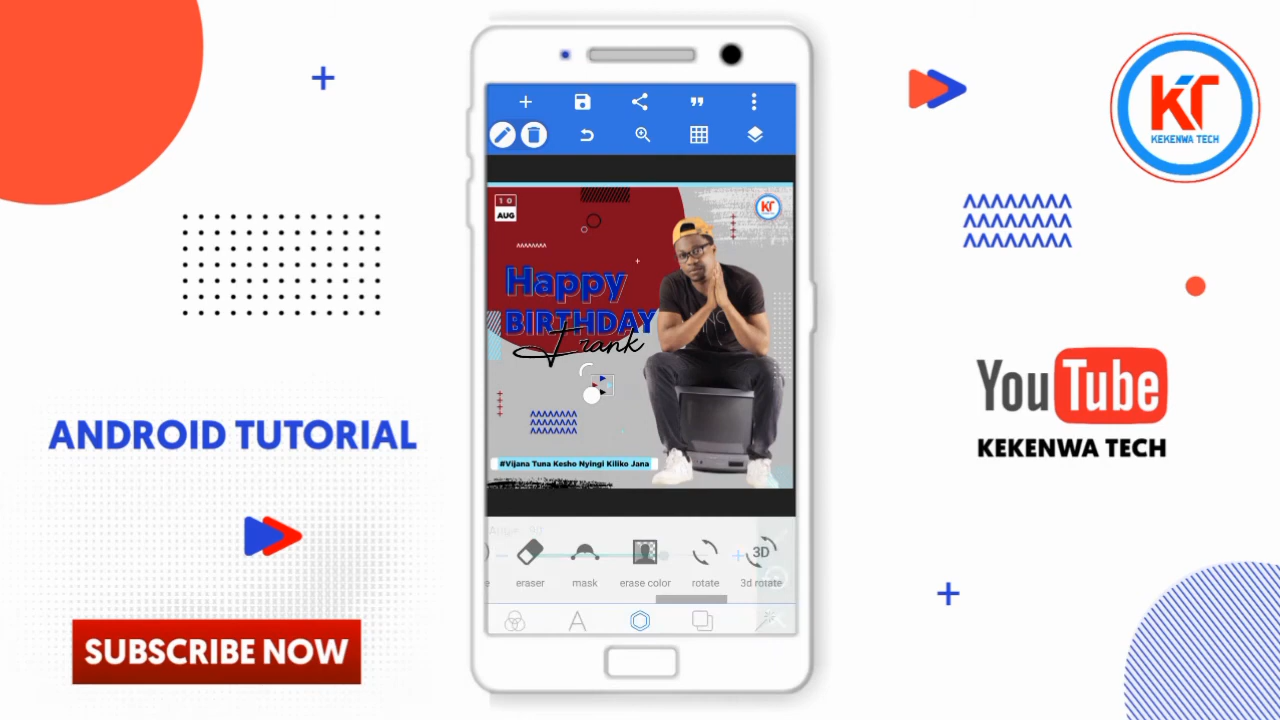 KT
KEKENWA TECH
10
AUG
KT
Happy
BIRTHDAY
Frank
#Vijana Tuna Kesho Nyingi Kiliko Jana
YouTube
KEKENWA TECH
ANDROID TUTORIAL
SUBSCRIBE NOW
eraser
mask
erase color
rotate
3D
3d rotate
A